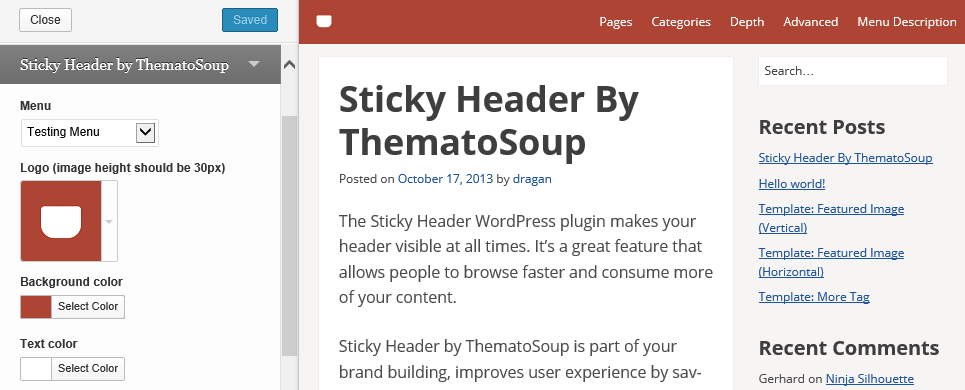 Close
Saved
Sticky Header by ThematoSoup
Menu
Testing Menu
Logo (image height should be 30px)
Background color
Select Color
Text color
Select Color
Pages Categories Depth Advanced Menu Description
Sticky Header By
ThematoSoup
Posted on October 17, 2013 by dragan
The Sticky Header WordPress plugin makes your
header visible at all times. It’s a great feature that
allows people to browse faster and consume more
of your content.
Sticky Header by ThematoSoup is part of your
brand building, improves user experience by sav-
Search…
Recent Posts
Sticky Header By ThematoSoup
Hello world!
Template: Featured Image
(Vertical)
Template: Featured Image
(Horizontal)
Template: More Tag
Recent Comments
Gerhard on Ninja Silhouette